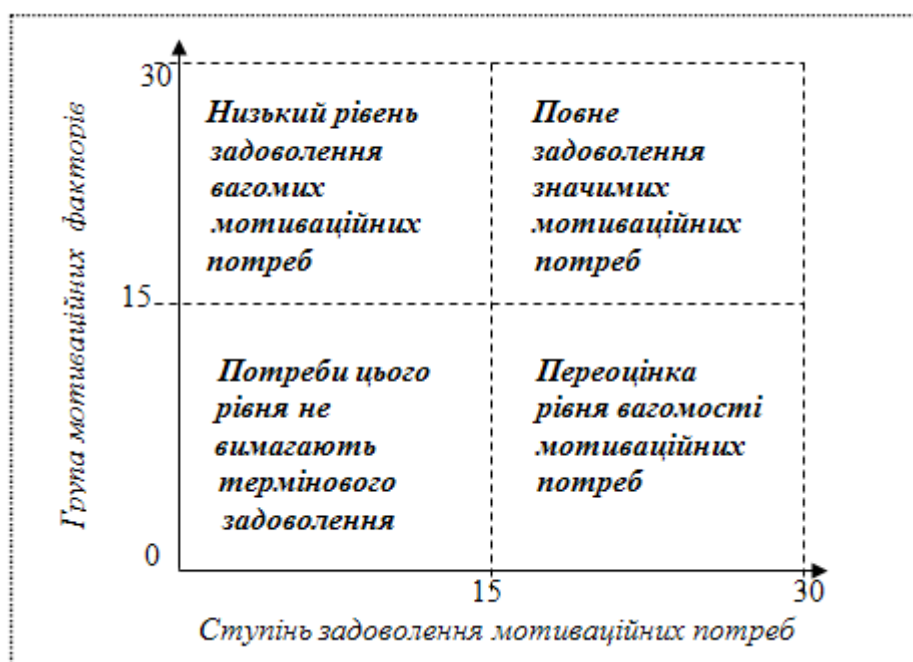 Група мотиваційних факторів
30
Низький рівень
задоволення
вагомих
мотиваційних
потреб
Повне
задоволення
значимих
мотиваційних
потреб
15
Потреби цього
рівня не
вимагають
термінового
задоволення
Переоцінка
рівня вагомості
мотиваційних
потреб
0
15
30
Ступінь задоволення мотиваційних потреб